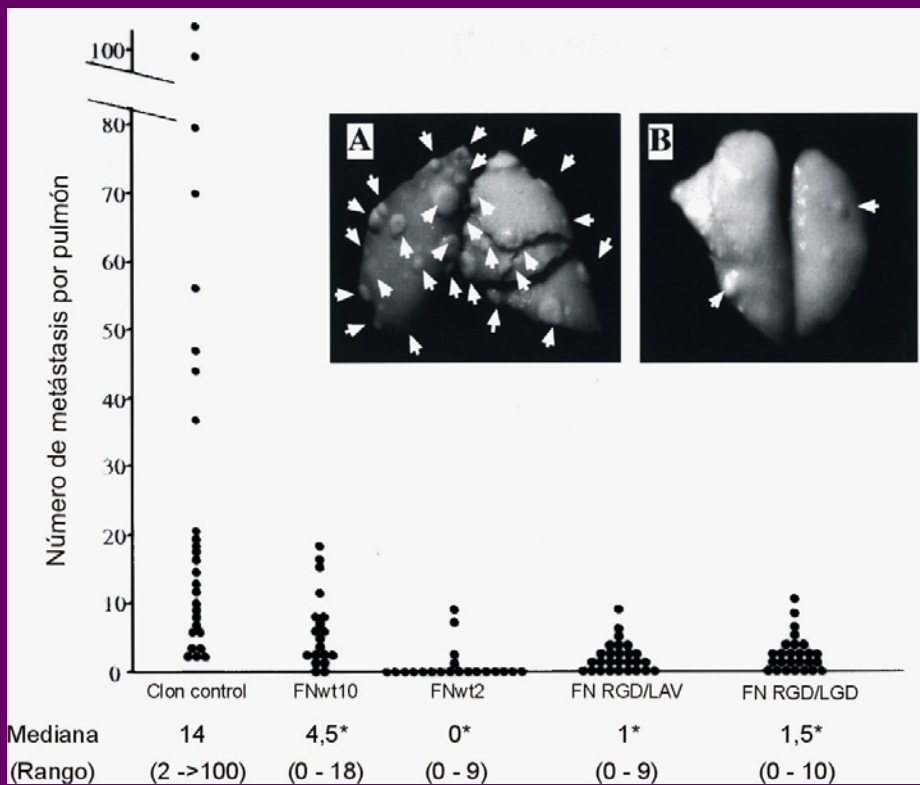 Número de metástasis por pulmón
100
80
70
60
50
40
30
20
10
0
A
B
Clon control FNwt10 FNwt2 FN RGD/LAV FN RGD/LGD
Mediana 14 4,5* 0* 1* 1,5*
(Rango) (2 ->100) (0 - 18) (0 - 9) (0 - 9) (0 - 10)